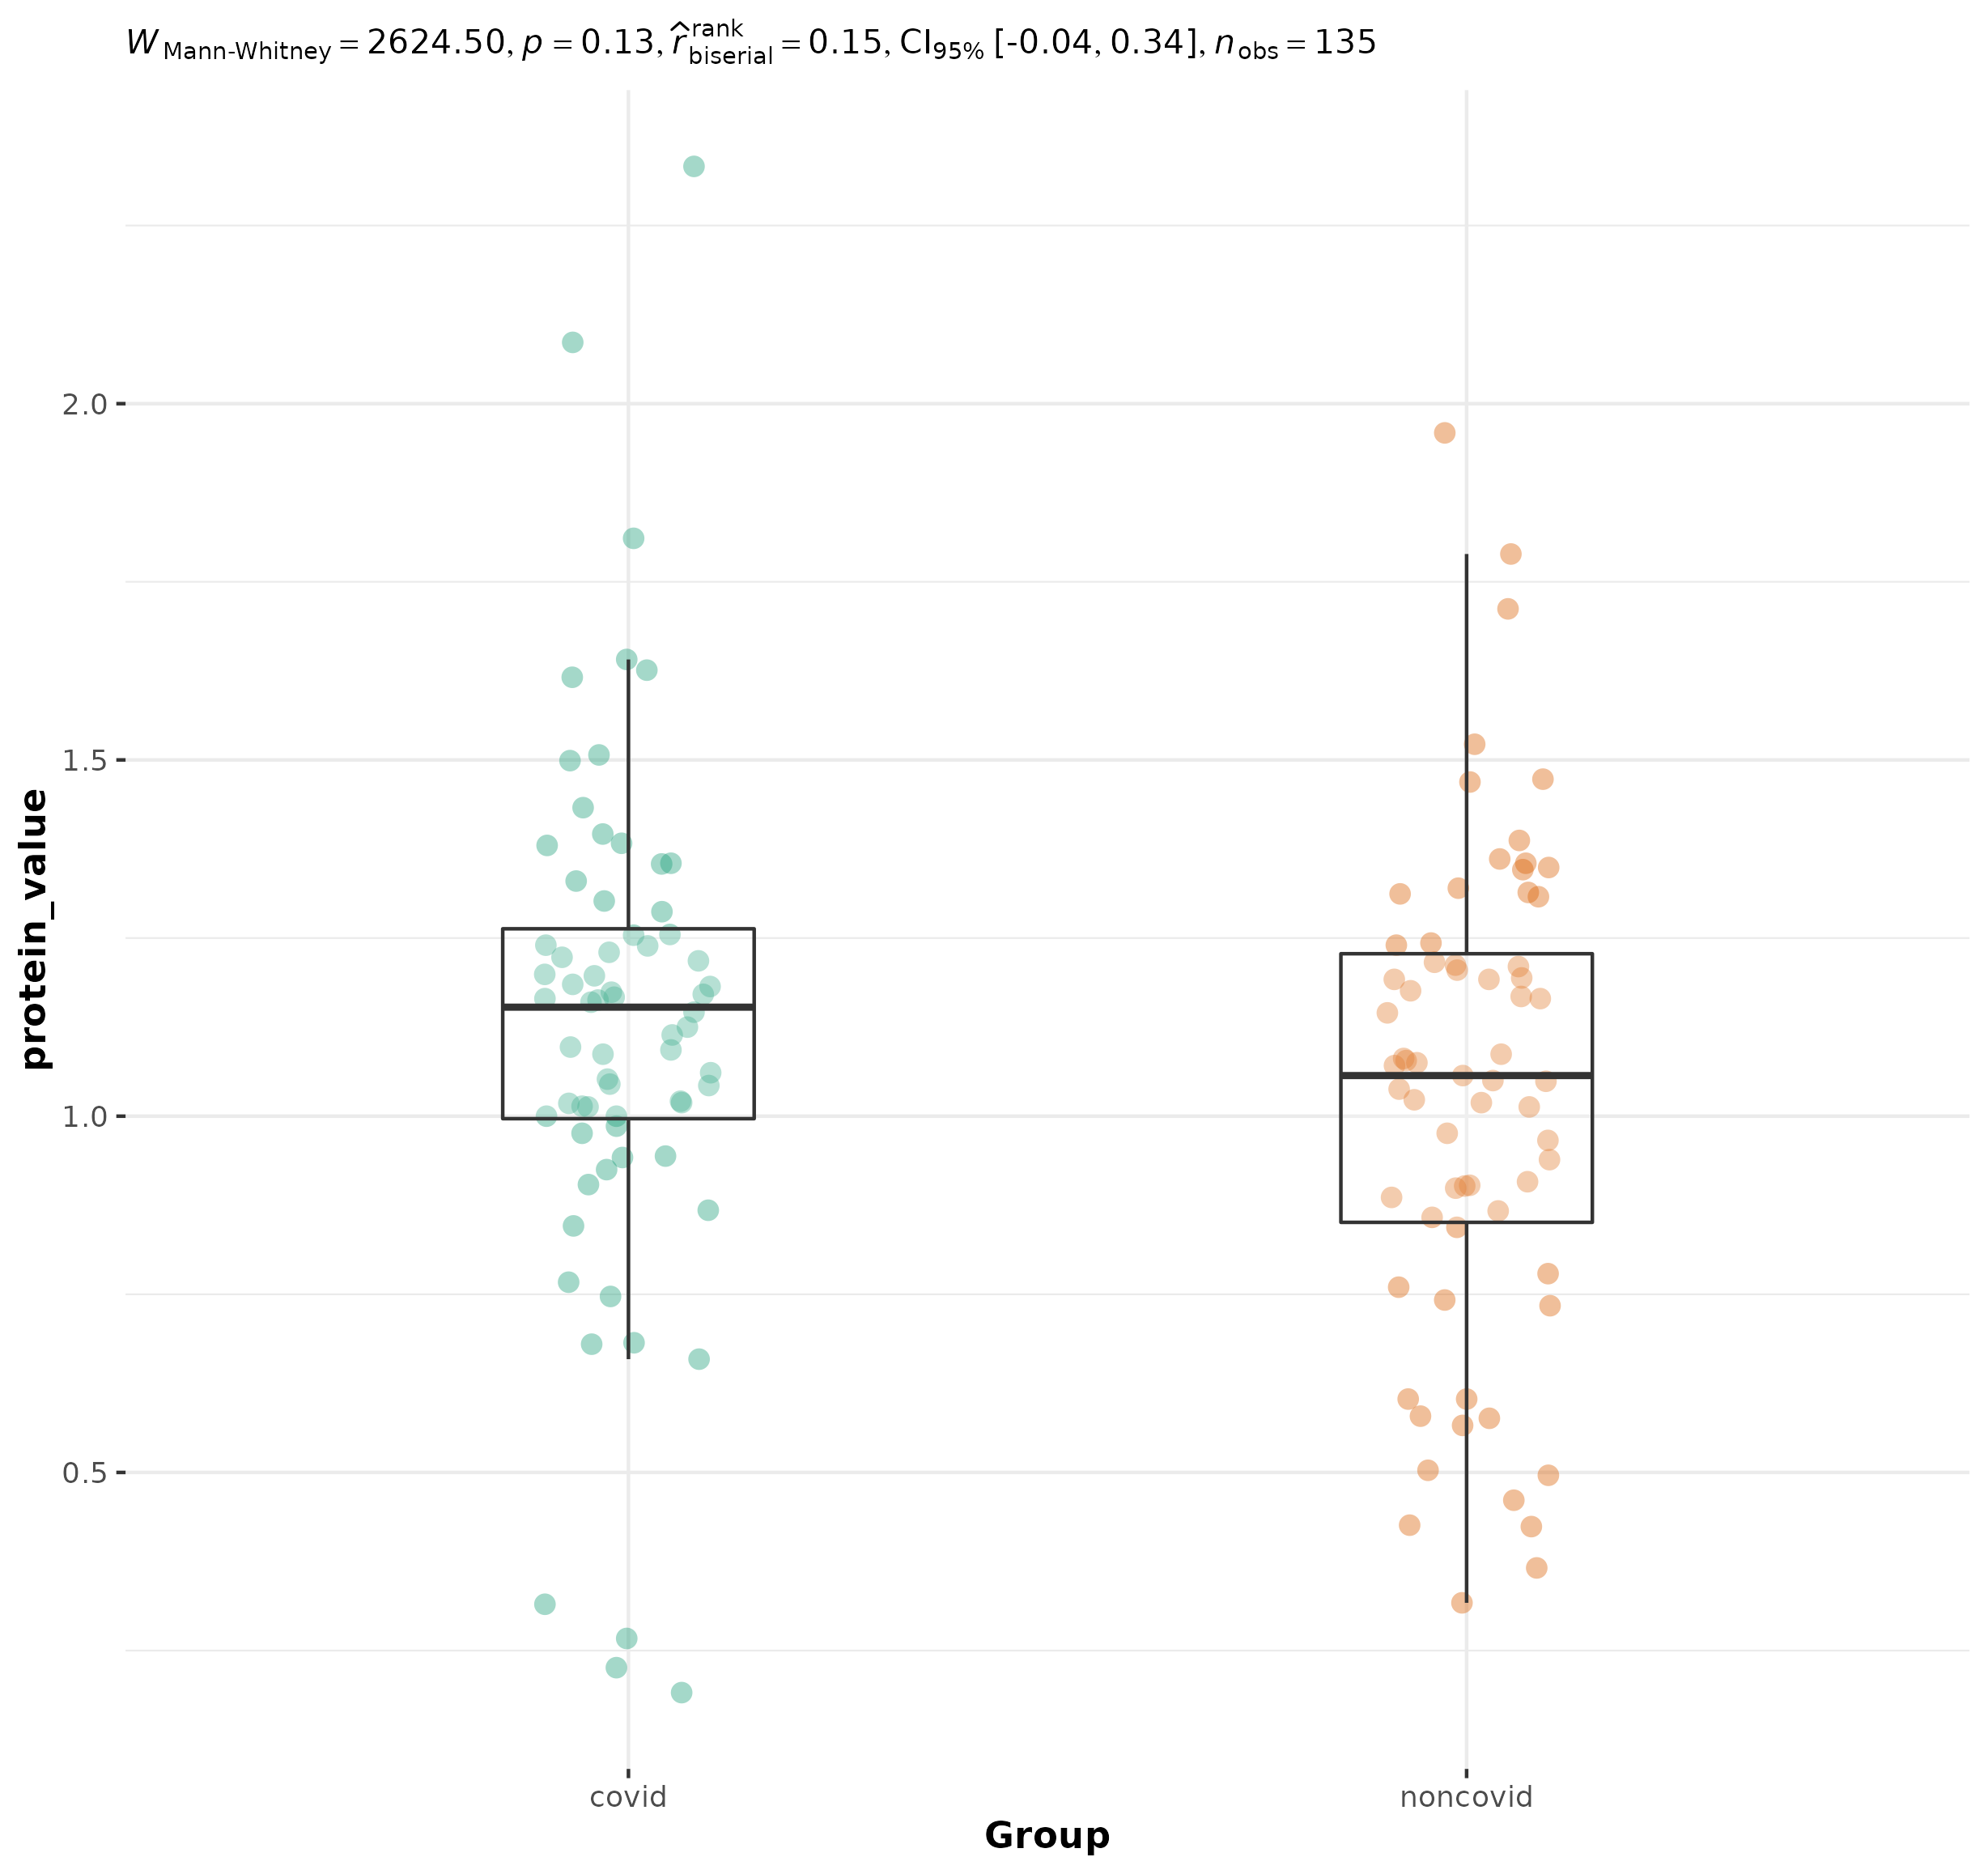 W Mann-Whitney = 2624.50, p = 0.13, r̂ rank biserial = 0.15, CI95% [-0.04, 0.34], nobs = 135
2.0
1.5
1.0
0.5
protein_value
covid noncovid
Group